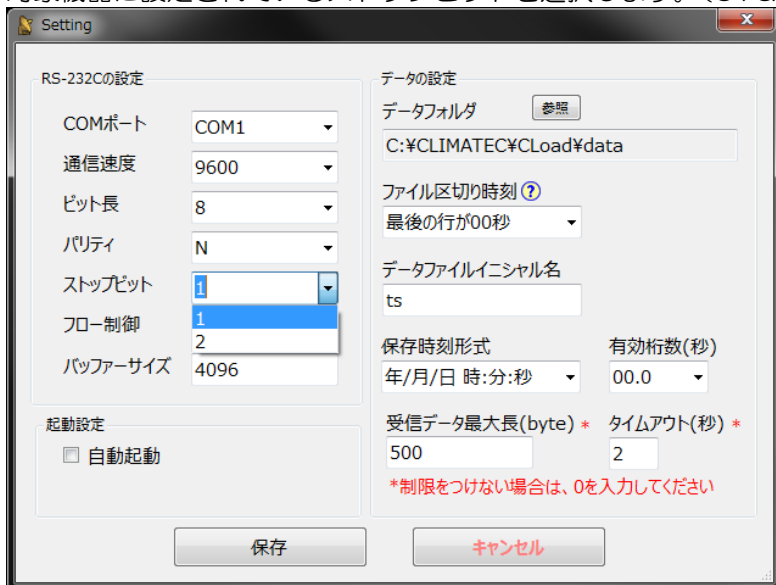 Setting
RS-232Cの設定
COMポート
COM1
通信速度
9600
ビット長
8
パリティ
N
ストップビット
1
1
2
フロー制御
バッファーサイズ
4096
起動設定
自動起動
データの設定
データフォルダ
参照
C:¥CLIMATEC¥CLoad¥data
ファイル区切り時刻 ?
最後の行が00秒
データファイルイニシャル名
ts
保存時刻形式
有効桁数(秒)
年/月/日 時:分:秒
00.0
受信データ最大長(byte) *
タイムアウト(秒) *
500
2
*制限をつけない場合は、0を入力してください
保存
キャンセル